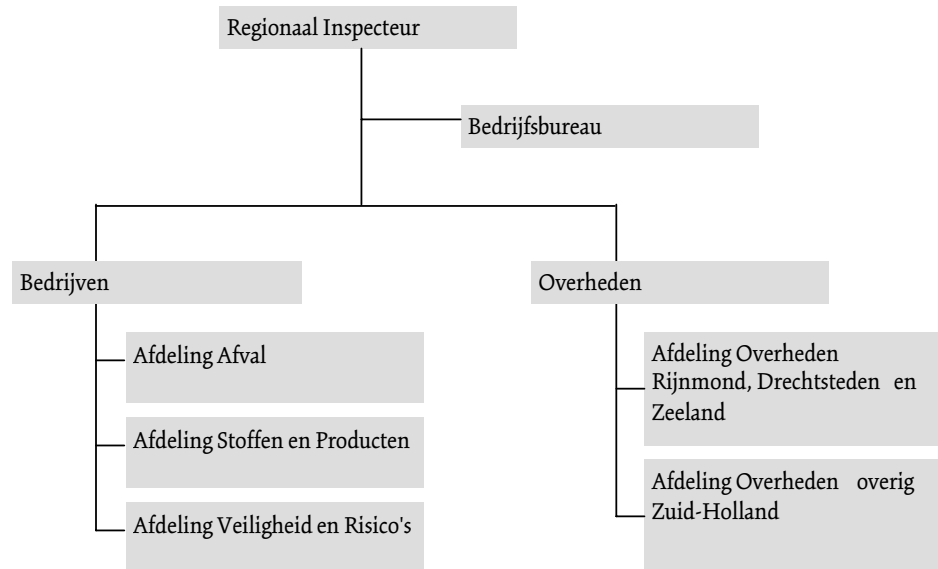 Regionaal Inspecteur
Bedrijfsbureau
Bedrijven
Afdeling Afval
Afdeling Stoffen en Producten
Afdeling Veiligheid en Risico's
Overheden
Afdeling Overheden
Rijnmond, Drechtsteden en
Zeeland
Afdeling Overheden overig
Zuid-Holland